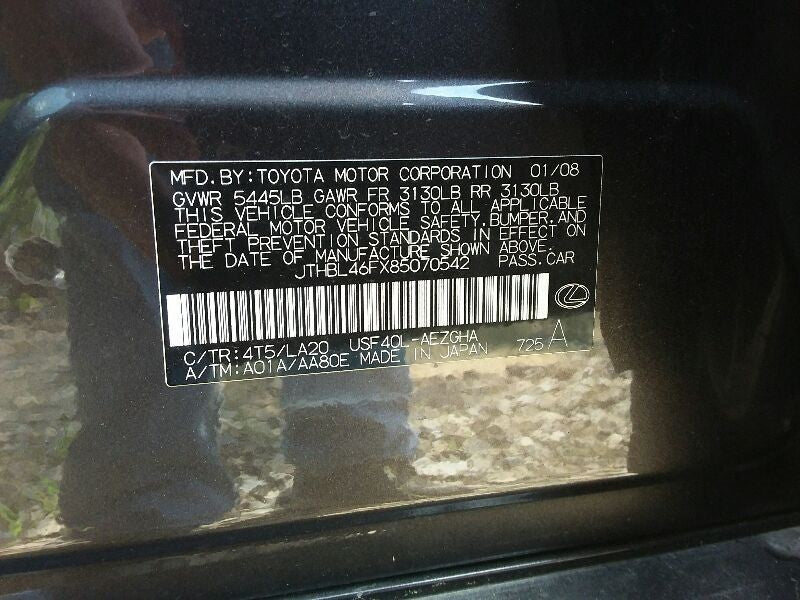 MFD. BY: TOYOTA MOTOR CORPORATION 01/08
GVWR 5445LB GAWR FR 3130LB RR 3130LB
THIS VEHICLE CONFORMS TO ALL APPLICABLE
FEDERAL MOTOR VEHICLE SAFETY, BUMPER, AND
THEFT PREVENTION STANDARDS IN EFFECT ON
THE DATE OF MANUFACTURE SHOWN ABOVE.
JTHBL46FX85070542 PASS. CAR
C/TR: 4T5/LA20 USF40L-AEZGHA
A/TM: A01A/AA80E MADE IN JAPAN 725 A